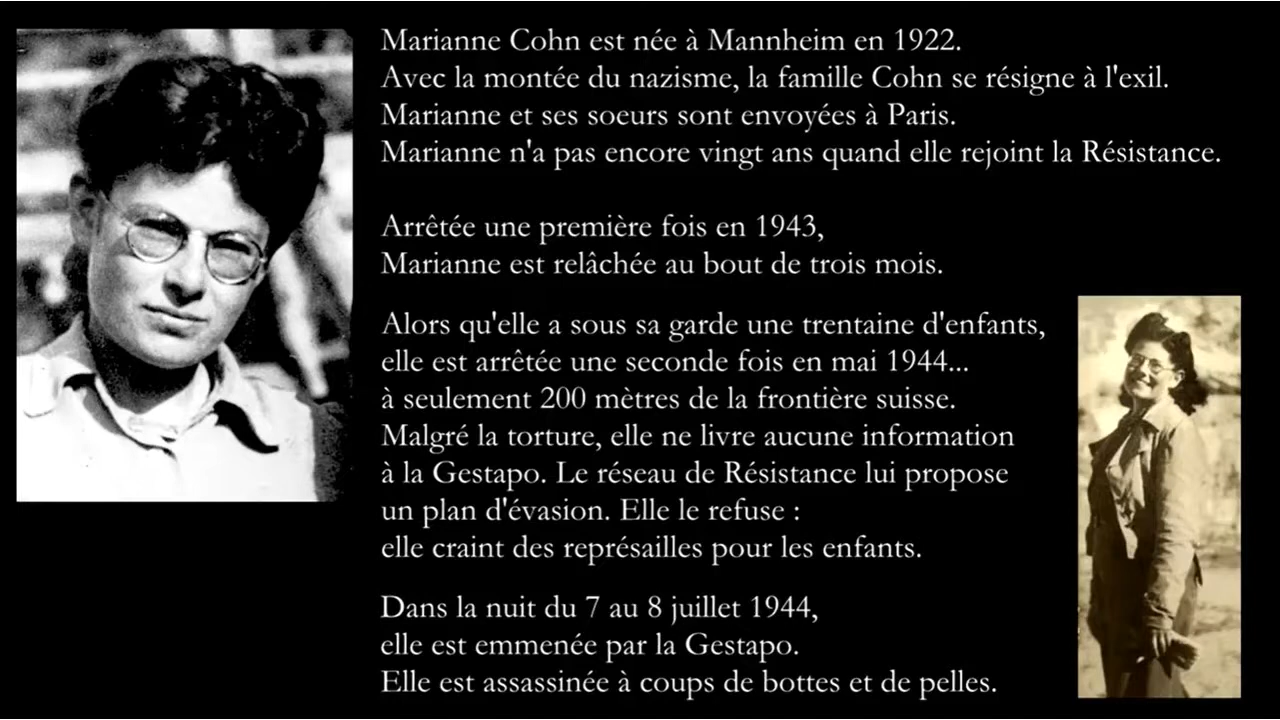 Marianne Cohn est née à Mannheim en 1922.
Avec la montée du nazisme, la famille Cohn se résigne à l'exil.
Marianne et ses soeurs sont envoyées à Paris.
Marianne n'a pas encore vingt ans quand elle rejoint la Résistance.
Arrêtée une première fois en 1943,
Marianne est relâchée au bout de trois mois.
Alors qu'elle a sous sa garde une trentaine d'enfants,
elle est arrêtée une seconde fois en mai 1944...
à seulement 200 mètres de la frontière suisse.
Malgré la torture, elle ne livre aucune information
à la Gestapo. Le réseau de Résistance lui propose
un plan d'évasion. Elle le refuse :
elle craint des représailles pour les enfants.
Dans la nuit du 7 au 8 juillet 1944,
elle est emmenée par la Gestapo.
Elle est assassinée à coups de bottes et de pelles.